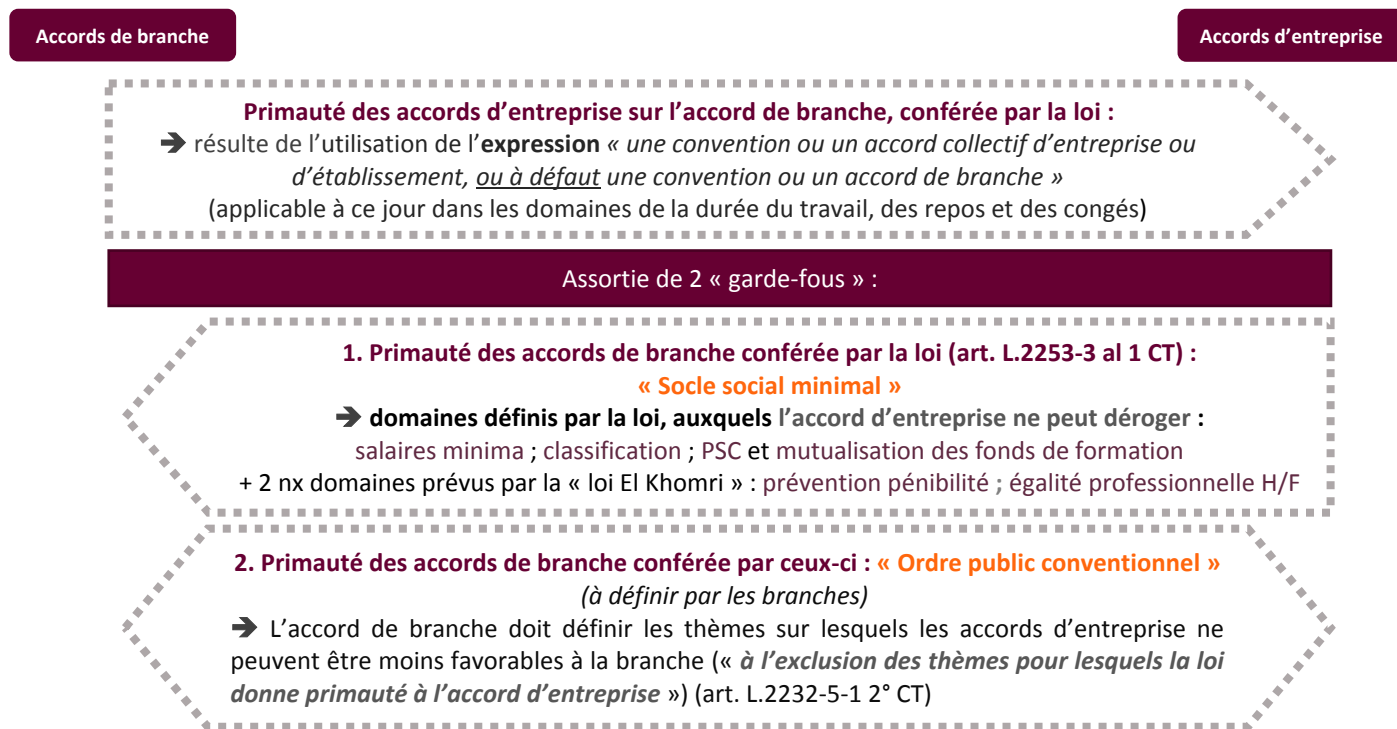 Accords de branche
Accords d’entreprise
Primauté des accords d’entreprise sur l’accord de branche, conférée par la loi :
➔ résulte de l’utilisation de l’expression « une convention ou un accord collectif d’entreprise ou
d’établissement, ou à défaut une convention ou un accord de branche »
(applicable à ce jour dans les domaines de la durée du travail, des repos et des congés)
Assortie de 2 « garde-fous » :
1. Primauté des accords de branche conférée par la loi (art. L.2253-3 al 1 CT) :
« Socle social minimal »
➔ domaines définis par la loi, auxquels l’accord d’entreprise ne peut déroger :
salaires minima ; classification ; PSC et mutualisation des fonds de formation
+ 2 nx domaines prévus par la « loi El Khomri » : prévention pénibilité ; égalité professionnelle H/F
2. Primauté des accords de branche conférée par ceux-ci : « Ordre public conventionnel »
(à définir par les branches)
➔ L’accord de branche doit définir les thèmes sur lesquels les accords d’entreprise ne
peuvent être moins favorables à la branche (« à l’exclusion des thèmes pour lesquels la loi
donne primauté à l’accord d’entreprise ») (art. L.2232-5-1 2° CT)